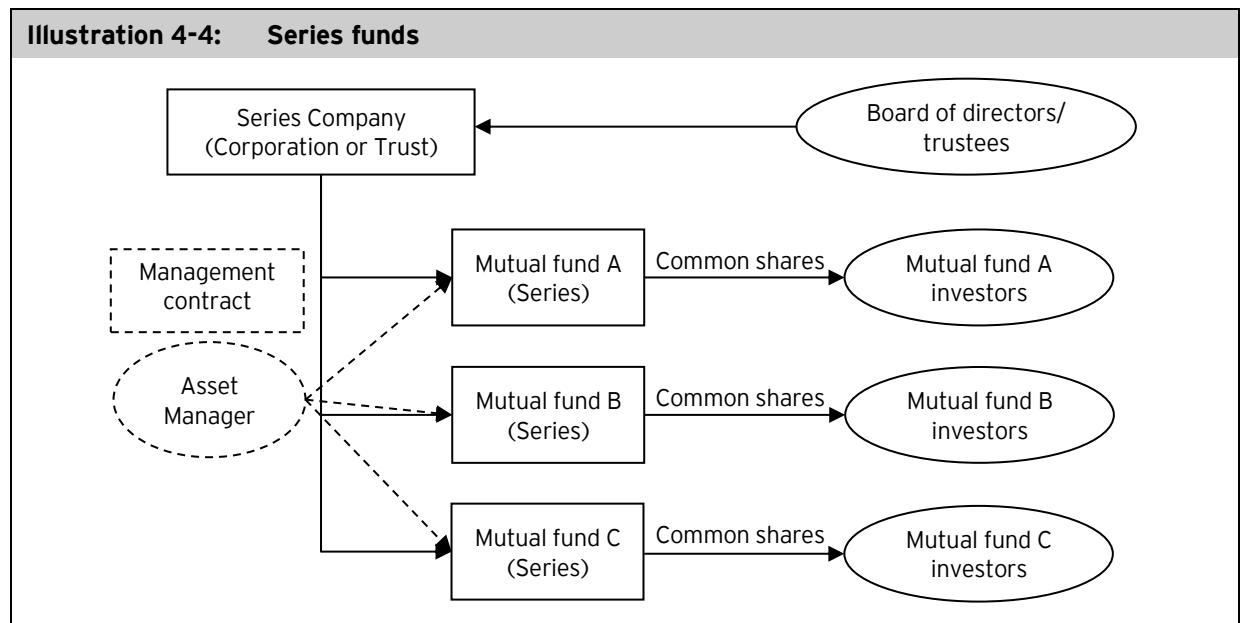 Illustration 4-4: Series funds
Series Company
(Corporation or Trust)
Board of directors/
trustees
Management
contract
Mutual fund A
(Series)
Common shares
Mutual fund A
investors
Asset
Manager
Mutual fund B
(Series)
Common shares
Mutual fund B
investors
Mutual fund C
(Series)
Common shares
Mutual fund C
investors